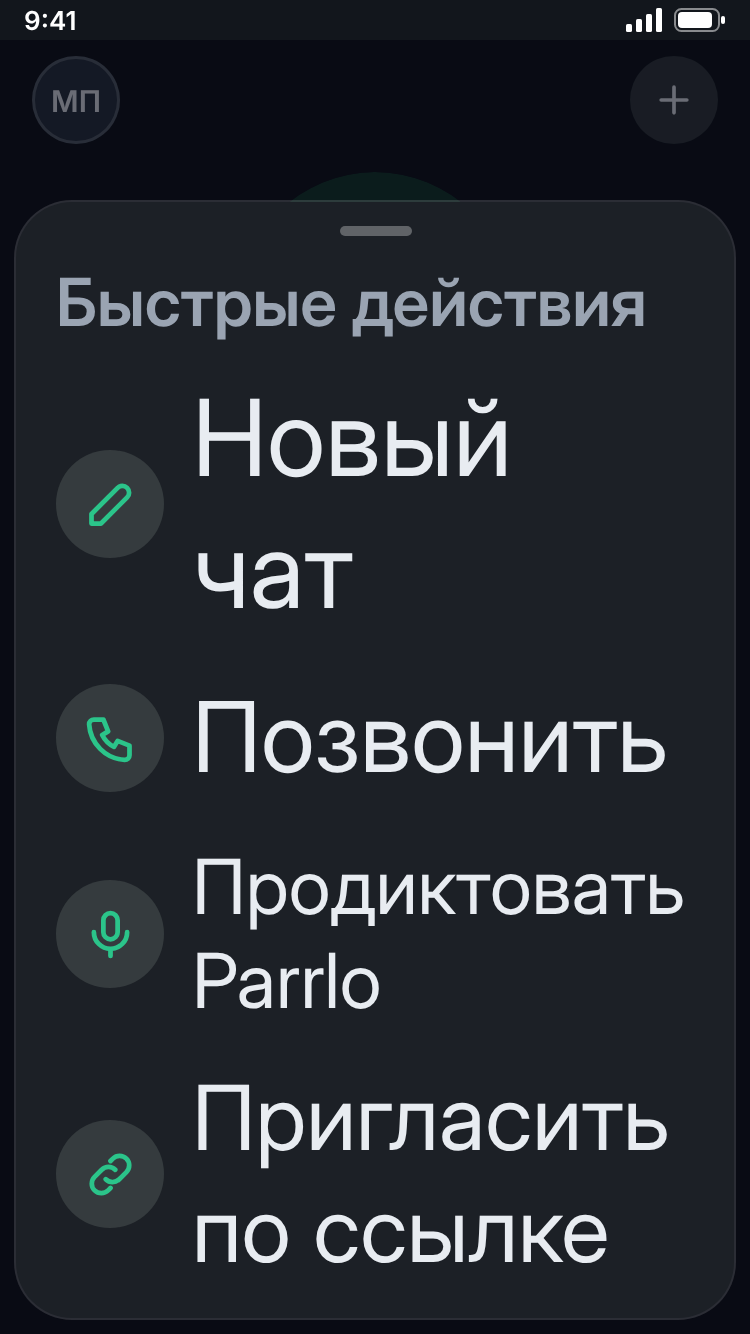 9:41
МП
Быстрые действия
Новый
чат
Позвонить
Продиктовать
Parrlo
Пригласить
по ссылке